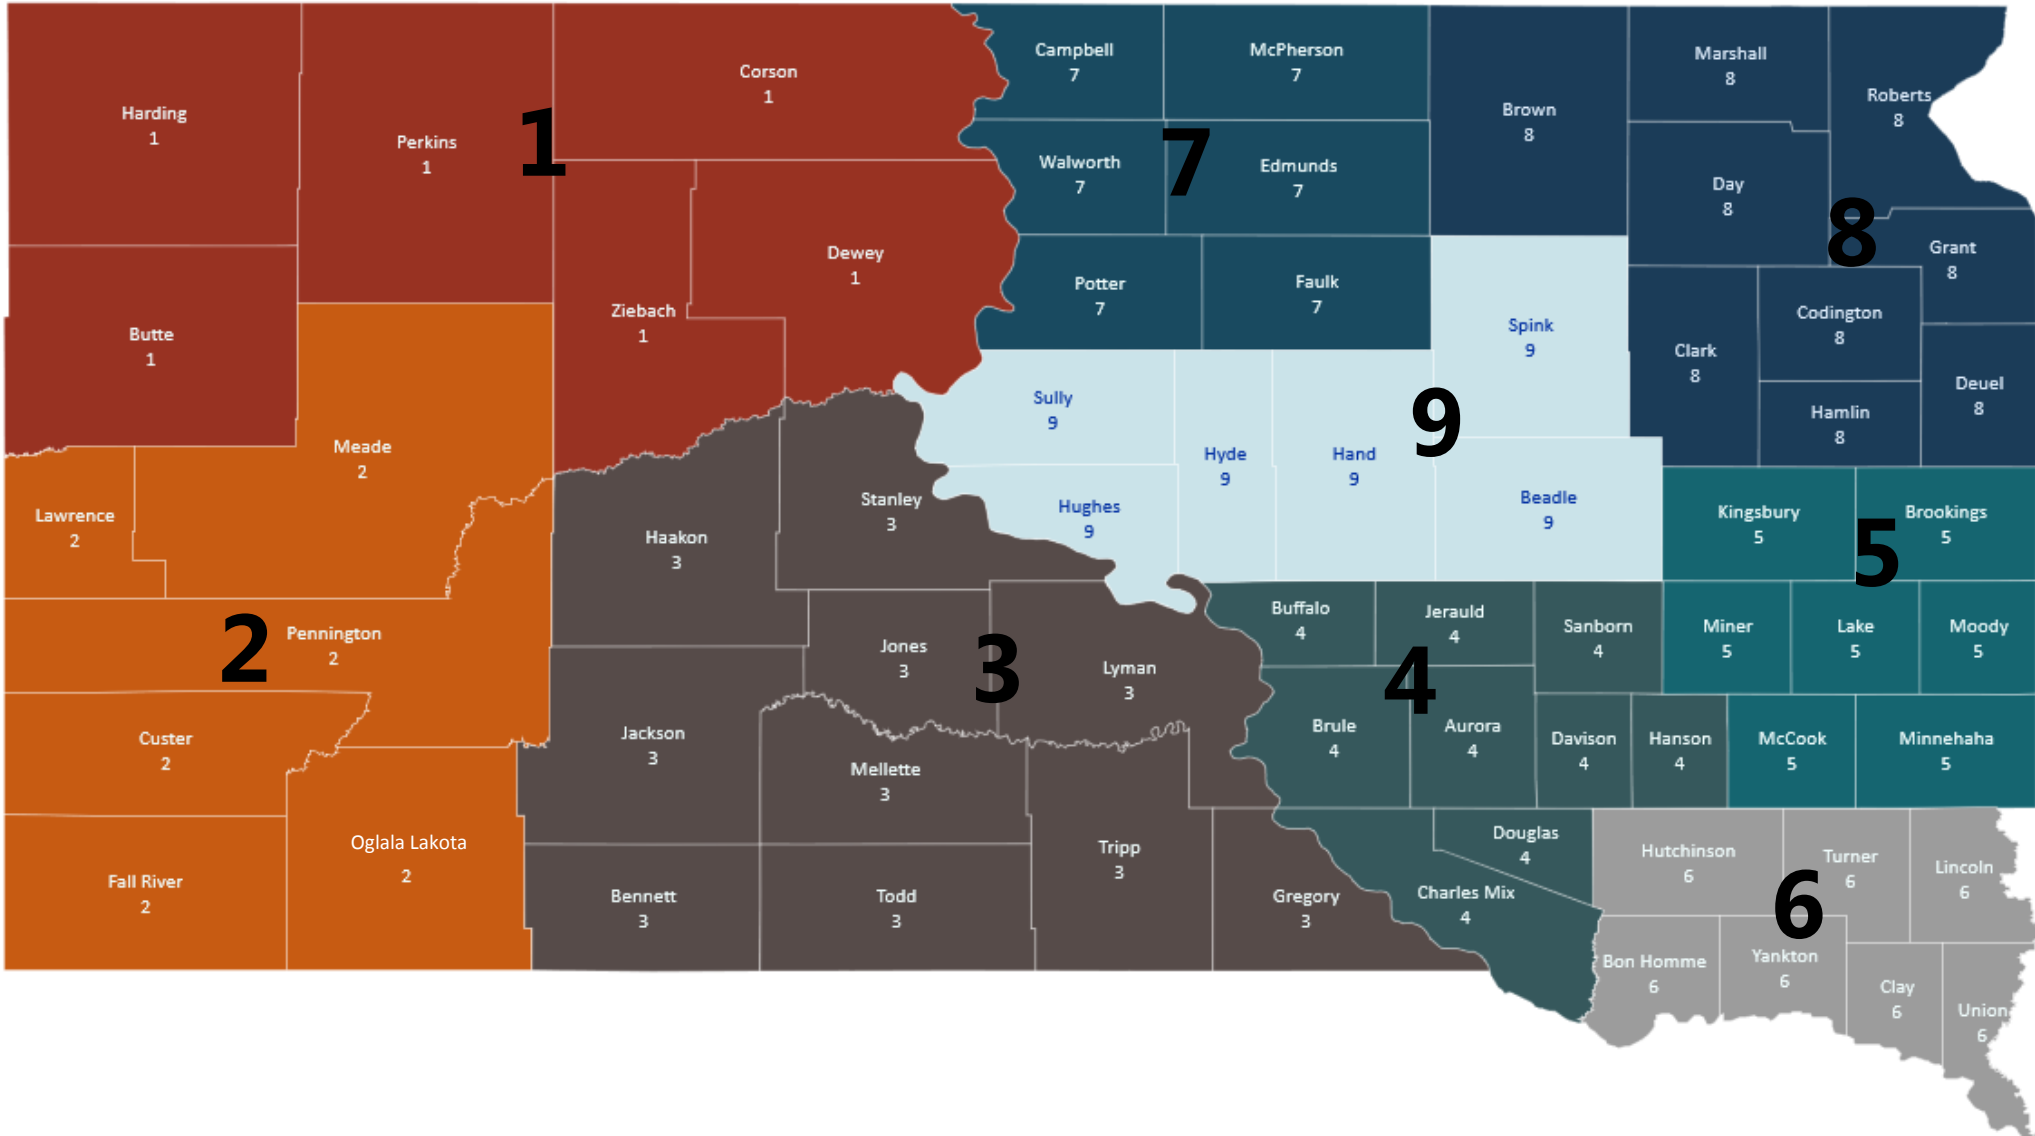 Harding
1
Perkins
1
Corson
1
1
Butte
1
Ziebach
1
Dewey
1
Campbell
7
McPherson
7
Walworth
7
7
Edmunds
7
Potter
7
Faulk
7
Brown
8
Marshall
8
Roberts
8
Day
8
8
Grant
8
Clark
8
Codington
8
Hamlin
8
Deuel
8
Spink
9
Sully
9
Hyde
9
Hand
9
9
Hughes
9
Beadle
9
Meade
2
Lawrence
2
Pennington
2
2
Custer
2
Fall River
2
Oglala Lakota
2
Haakon
3
Stanley
3
Jones
3
3
Lyman
3
Jackson
3
Mellette
3
Bennett
3
Todd
3
Tripp
3
Gregory
3
Buffalo
4
Jerauld
4
Sanborn
4
4
Brule
4
Aurora
4
Davison
4
Hanson
4
Douglas
4
Charles Mix
4
Kingsbury
5
Brookings
5
5
Miner
5
Lake
5
Moody
5
McCook
5
Minnehaha
5
Hutchinson
6
Turner
6
Lincoln
6
6
Bon Homme
6
Yankton
6
Clay
6
Union
6